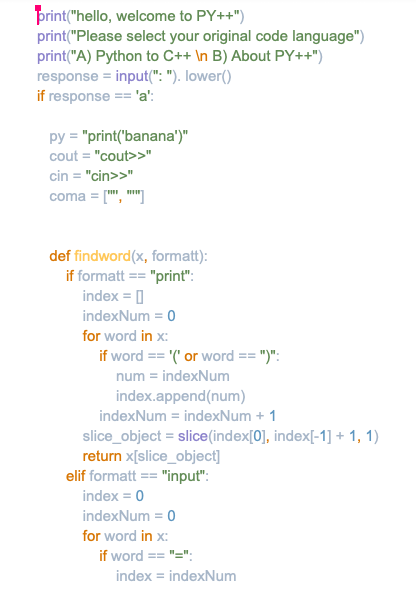 print("hello, welcome to PY++")
print("Please select your original code language")
print("A) Python to C++ \n B) About PY++")
response = input(": "). lower()
if response == 'a':
py = "print('banana')"
cout = "cout>>"
cin = "cin>>"
coma = ["'", '"']
def findword(x, formatt):
if formatt == "print":
index = []
indexNum = 0
for word in x:
if word == '(' or word == ")":
num = indexNum
index.append(num)
indexNum = indexNum + 1
slice_object = slice(index[0], index[-1] + 1, 1)
return x[slice_object]
elif formatt == "input":
index = 0
indexNum = 0
for word in x:
if word == "=":
index = indexNum